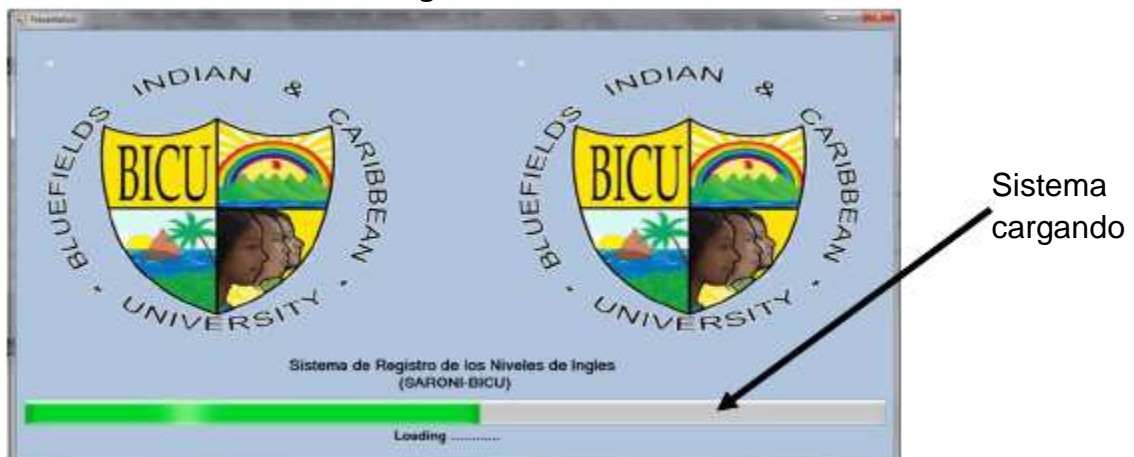 Presentation
BLUEFIELDS INDIAN & CARIBBEAN
UNIVERSITY
BICU
BLUEFIELDS INDIAN & CARIBBEAN
UNIVERSITY
BICU
Sistema
cargando
Sistema de Registro de los Niveles de Ingles
(SARONI-BICU)
Loading ............